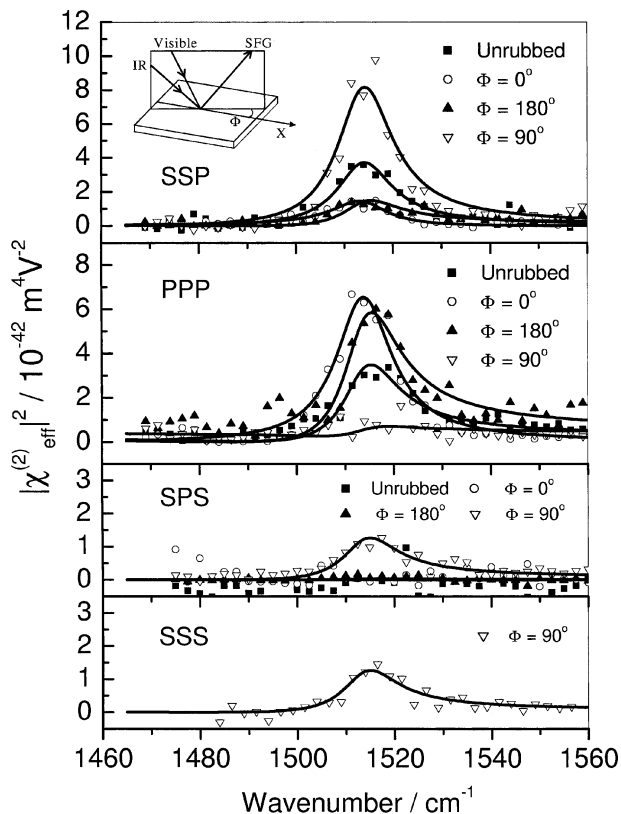 12
10
8
6
4
2
0
Visible
SFG
IR
Φ
X
Unrubbed
Φ = 0°
Φ = 180°
Φ = 90°
SSP
8
6
4
2
0
PPP
Unrubbed
Φ = 0°
Φ = 180°
Φ = 90°
|χ⁽²⁾eff|² / 10⁻⁴² m⁴V⁻²
3
2
1
0
SPS
Unrubbed Φ = 0°
Φ = 180° Φ = 90°
3
2
1
0
SSS
Φ = 90°
1460 1480 1500 1520 1540 1560
Wavenumber / cm⁻¹